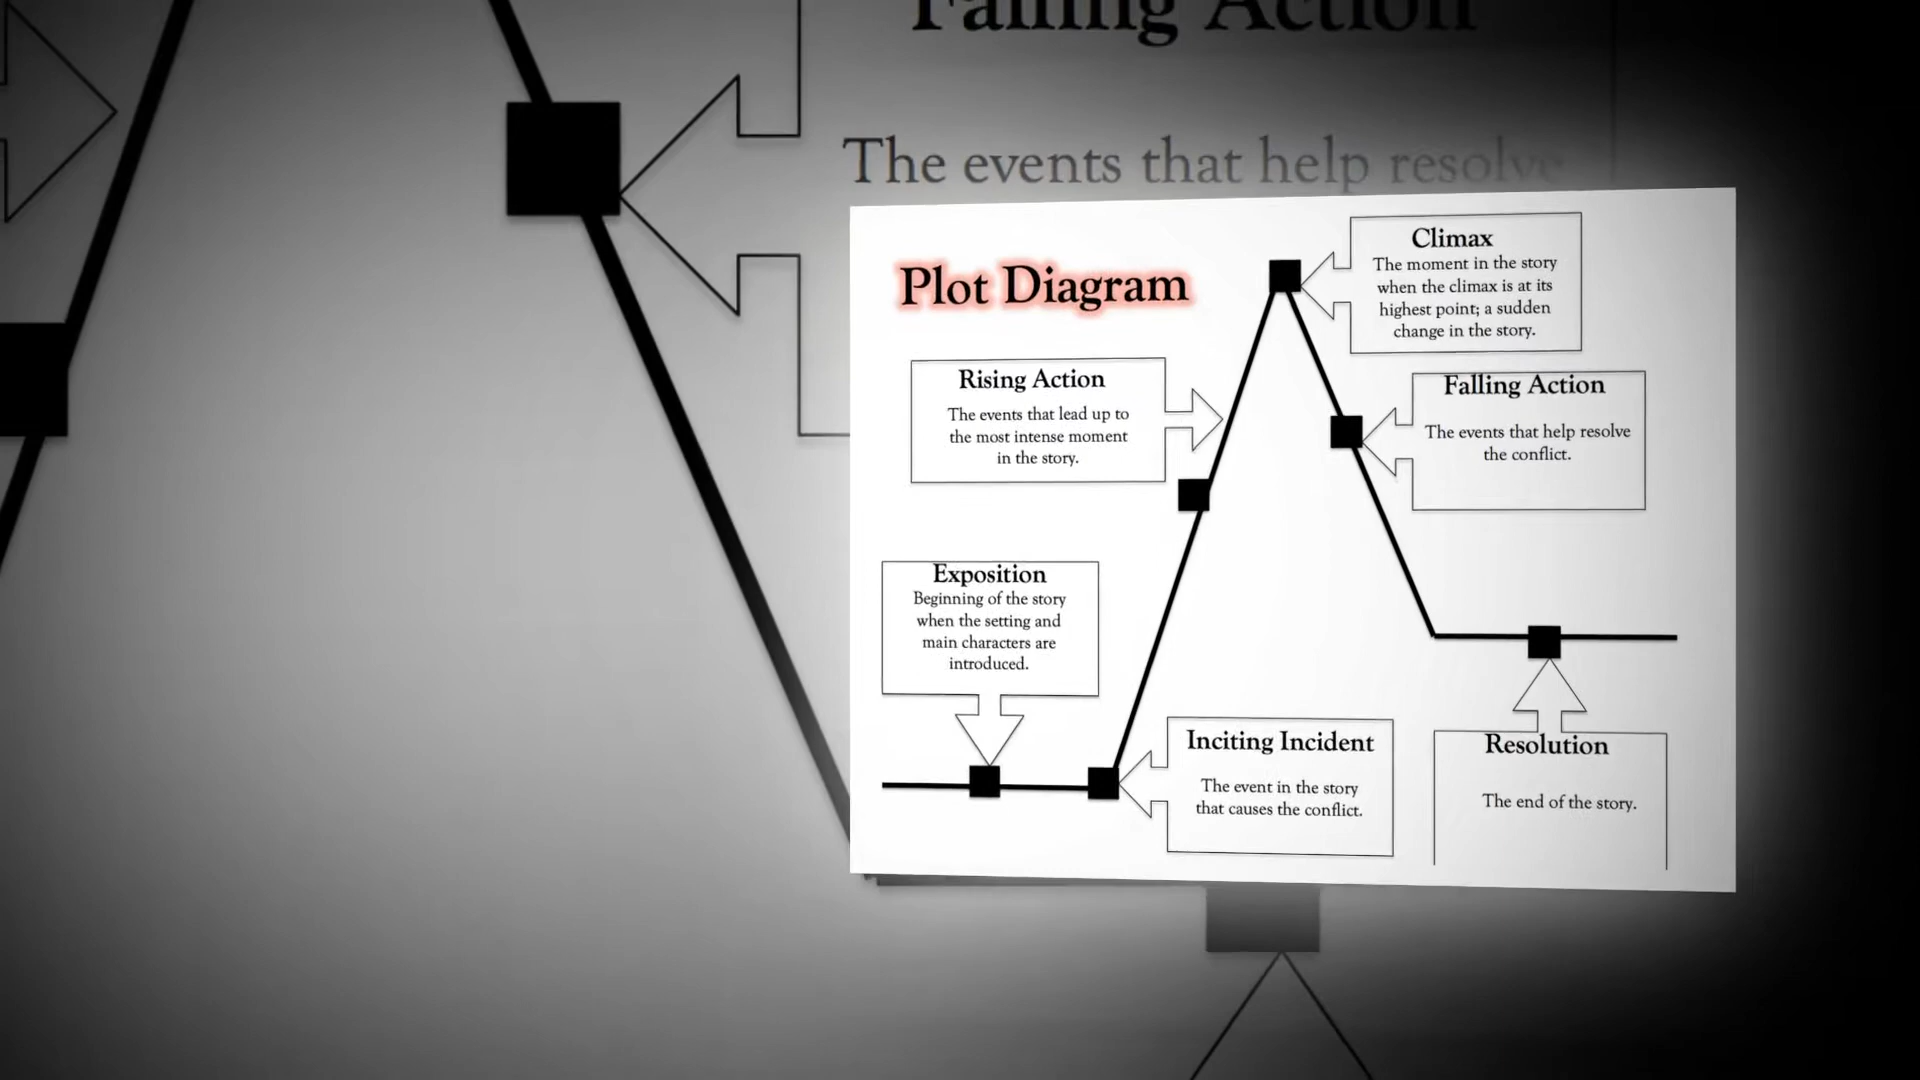 Falling Action
The events that help resolve
Plot Diagram
Climax
The moment in the story
when the climax is at its
highest point; a sudden
change in the story.
Rising Action
The events that lead up to
the most intense moment
in the story.
Falling Action
The events that help resolve
the conflict.
Exposition
Beginning of the story
when the setting and
main characters are
introduced.
Inciting Incident
The event in the story
that causes the conflict.
Resolution
The end of the story.